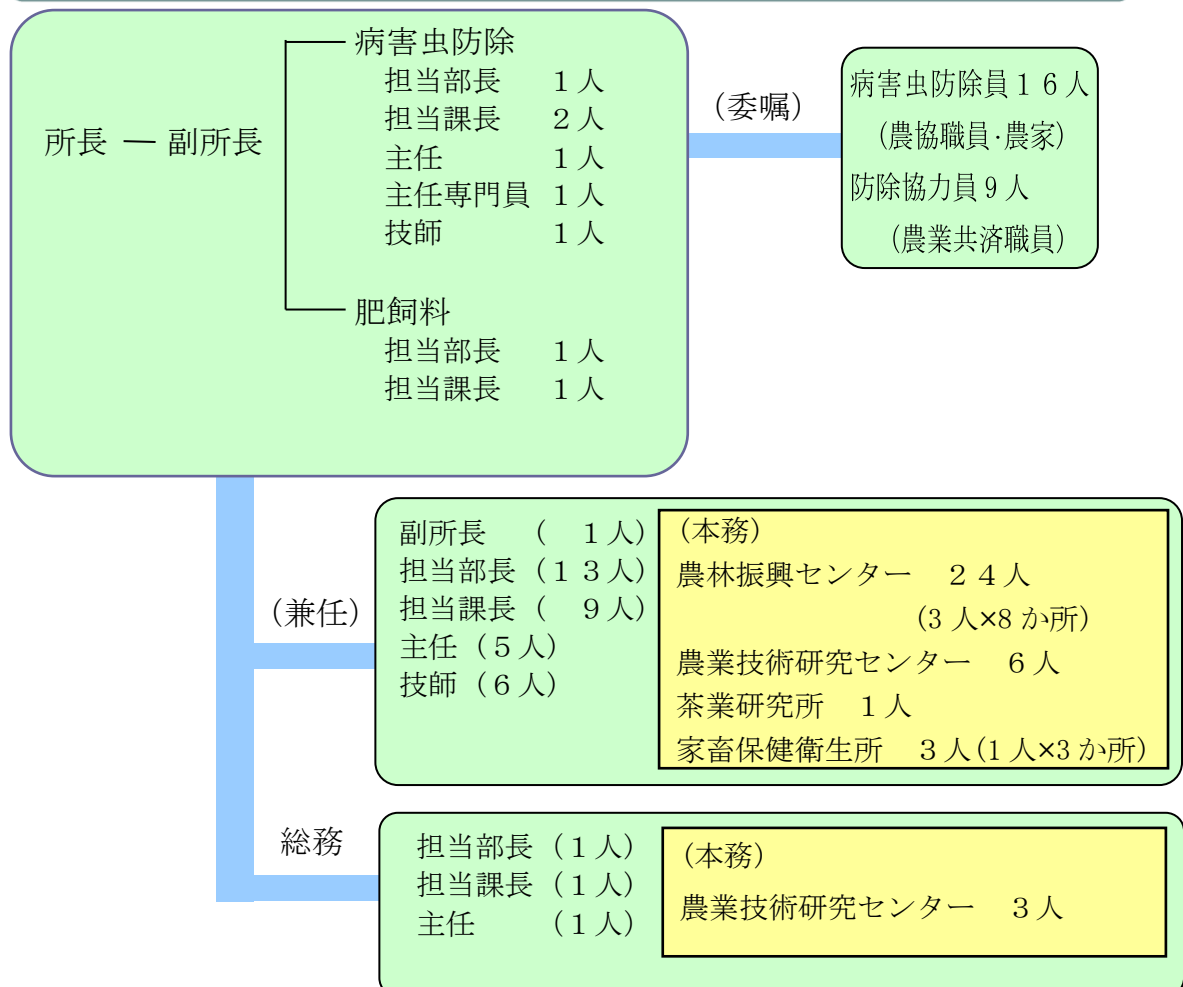 所長 ― 副所長
病害虫防除
担当部長 1人
担当課長 2人
主任 1人
主任専門員 1人
技師 1人
肥飼料
担当部長 1人
担当課長 1人
(委嘱)
病害虫防除員16人
(農協職員･農家)
防除協力員9人
(農業共済職員)
(兼任)
副所長 ( 1人)
担当部長(13人)
担当課長( 9人)
主任(5人)
技師(6人)
(本務)
農林振興センター 24人
(3人×8か所)
農業技術研究センター 6人
茶業研究所 1人
家畜保健衛生所 3人(1人×3か所)
総務
担当部長(1人)
担当課長(1人)
主任 (1人)
(本務)
農業技術研究センター 3人